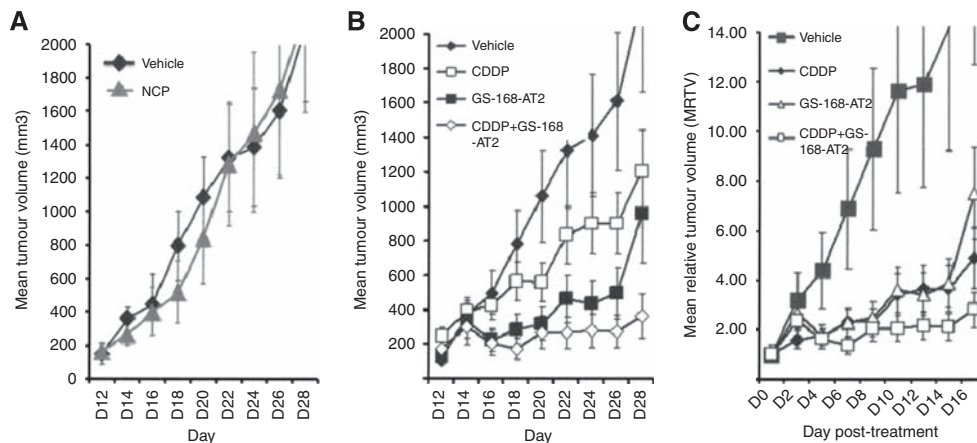 A
Mean tumour volume (mm3)
2000
1800
1600
1400
1200
1000
800
600
400
200
0
Vehicle
NCP
D12
D14
D16
D18
D20
D22
D24
D26
D28
Day
B
Mean tumour volume (mm3)
2000
1800
1600
1400
1200
1000
800
600
400
200
Vehicle
CDDP
GS-168-AT2
CDDP+GS-168
-AT2
D12
D14
D16
D18
D20
D22
D24
D26
D28
Day
C
Mean relative tumour volume (MRTV)
14.00
12.00
10.00
8.00
6.00
4.00
2.00
Vehicle
CDDP
GS-168-AT2
CDDP+GS-
168-AT2
D0
D2
D4
D6
D8
D10
D12
D14
D16
Day post-treatment